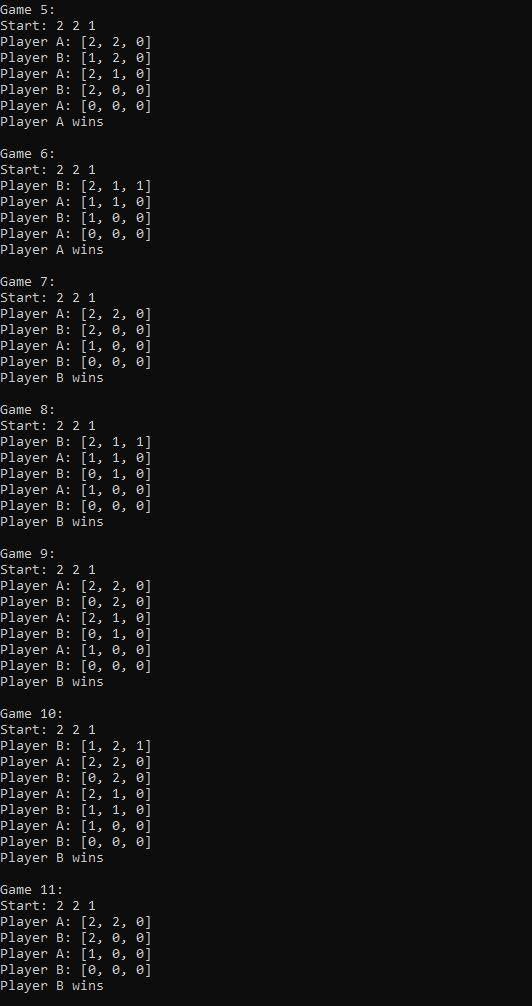 Game 5:
Start: 2 2 1
Player A: [2, 2, 0]
Player B: [1, 2, 0]
Player A: [2, 1, 0]
Player B: [2, 0, 0]
Player A: [0, 0, 0]
Player A wins

Game 6:
Start: 2 2 1
Player B: [2, 1, 1]
Player A: [1, 1, 0]
Player B: [1, 0, 0]
Player A: [0, 0, 0]
Player A wins

Game 7:
Start: 2 2 1
Player A: [2, 2, 0]
Player B: [2, 0, 0]
Player A: [1, 0, 0]
Player B: [0, 0, 0]
Player B wins

Game 8:
Start: 2 2 1
Player B: [2, 1, 1]
Player A: [1, 1, 0]
Player B: [0, 1, 0]
Player A: [1, 0, 0]
Player B: [0, 0, 0]
Player B wins

Game 9:
Start: 2 2 1
Player A: [2, 2, 0]
Player B: [0, 2, 0]
Player A: [2, 1, 0]
Player B: [0, 1, 0]
Player A: [1, 0, 0]
Player B: [0, 0, 0]
Player B wins

Game 10:
Start: 2 2 1
Player B: [1, 2, 1]
Player A: [2, 2, 0]
Player B: [0, 2, 0]
Player A: [2, 1, 0]
Player B: [1, 1, 0]
Player A: [1, 0, 0]
Player B: [0, 0, 0]
Player B wins

Game 11:
Start: 2 2 1
Player A: [2, 2, 0]
Player B: [2, 0, 0]
Player A: [1, 0, 0]
Player B: [0, 0, 0]
Player B wins